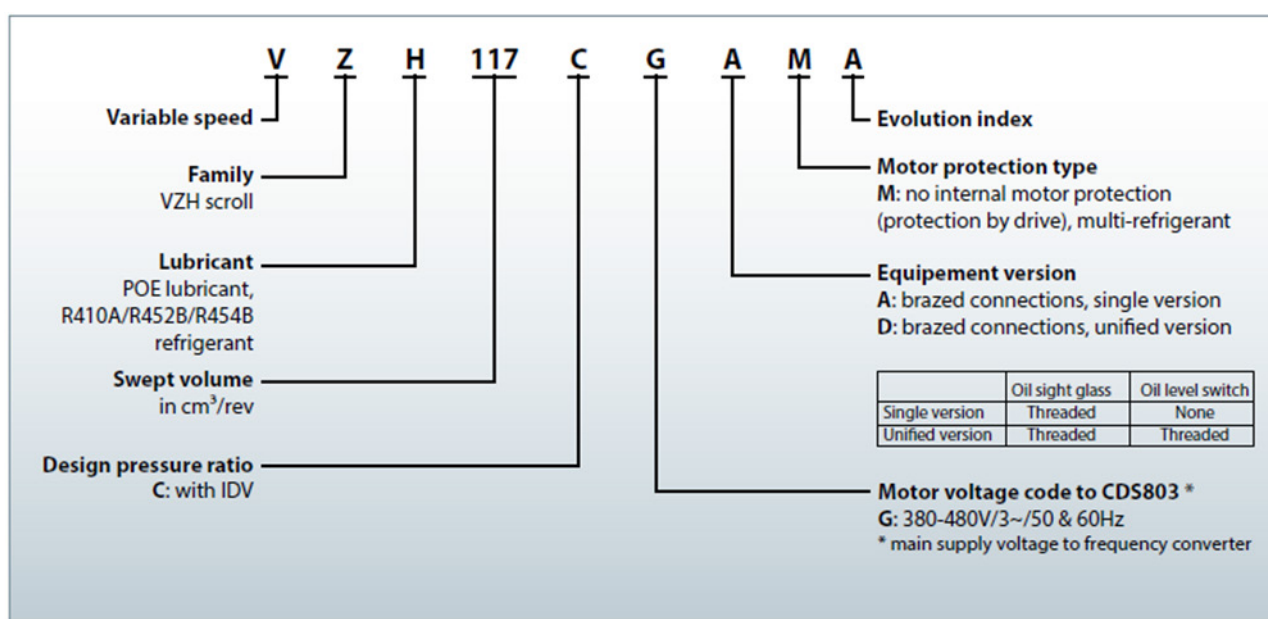 V Z H 117 C G A M A
Variable speed
Family
VZH scroll
Lubricant
POE lubricant,
R410A/R452B/R454B
refrigerant
Swept volume
in cm³/rev
Design pressure ratio
C: with IDV
Evolution index
Motor protection type
M: no internal motor protection
(protection by drive), multi-refrigerant
Equipement version
A: brazed connections, single version
D: brazed connections, unified version
Oil sight glass Oil level switch
Single version Threaded None
Unified version Threaded Threaded
Motor voltage code to CDS803 *
G: 380-480V/3~/50 & 60Hz
* main supply voltage to frequency converter